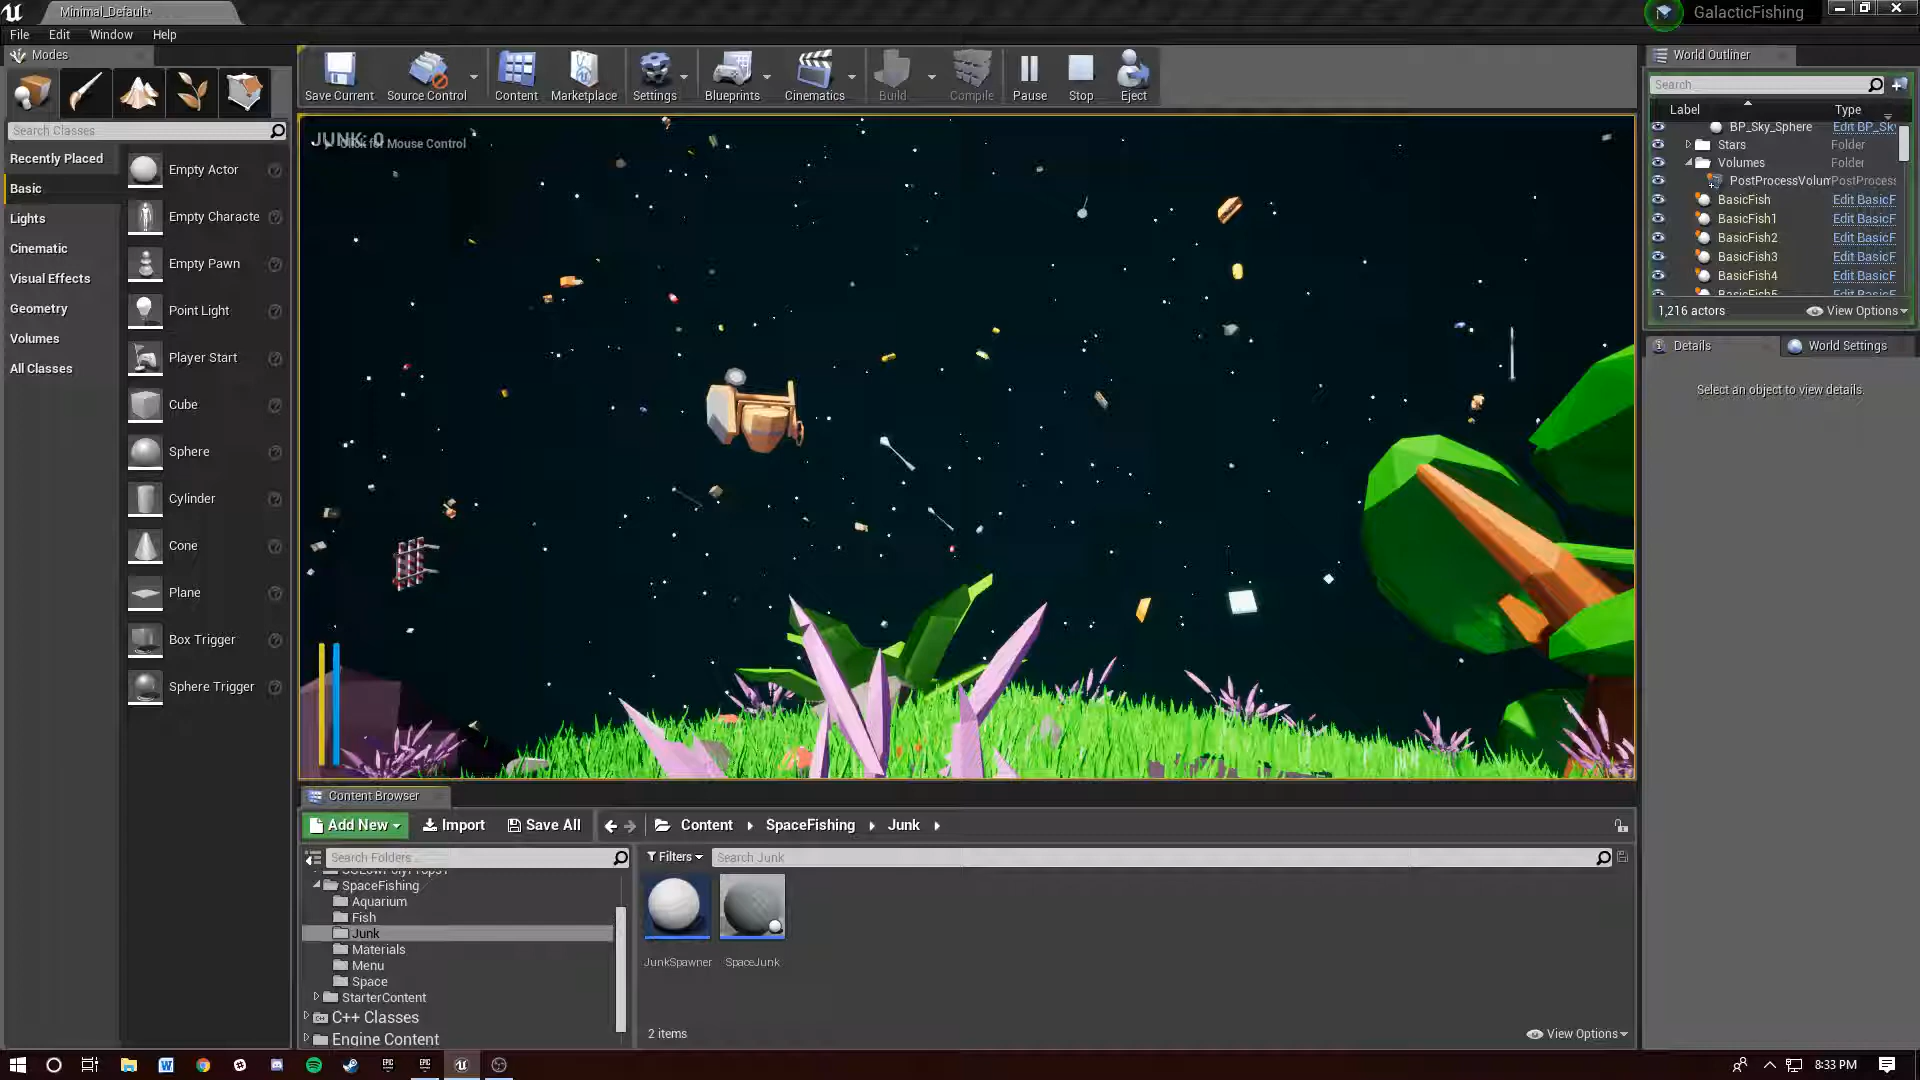 Minimal_Default•
GalacticFishing
File Edit Window Help
Modes
Search Classes
Recently Placed
Basic
Lights
Cinematic
Visual Effects
Geometry
Volumes
All Classes
Empty Actor
Empty Characte
Empty Pawn
Point Light
Player Start
Cube
Sphere
Cylinder
Cone
Plane
Box Trigger
Sphere Trigger
Save Current
Source Control
Content
Marketplace
Settings
Blueprints
Cinematics
Build
Compile
Pause
Stop
Eject
JUNK: 0
Click for Mouse Control
World Outliner
Search
Label Type
BP_Sky_Sphere Edit BP_Sk
Stars Folder
Volumes Folder
PostProcessVolum PostProcess
BasicFish Edit BasicF
BasicFish1 Edit BasicF
BasicFish2 Edit BasicF
BasicFish3 Edit BasicF
BasicFish4 Edit BasicF
1,216 actors View Options
Details World Settings
Select an object to view details.
Content Browser
Add New Import Save All Content SpaceFishing Junk
Search Folders
Filters Search Junk
SpaceFishing
Aquarium
Fish
Junk
Materials
Menu
Space
StarterContent
C++ Classes
Engine Content
JunkSpawner SpaceJunk
2 items View Options
8:33 PM